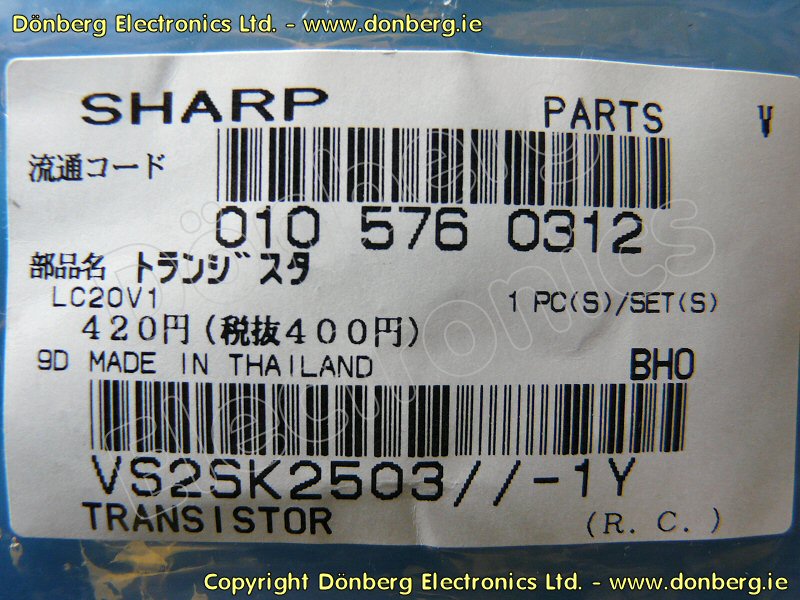 Dönberg Electronics Ltd. - www.donberg.ie
SHARP PARTS V
流通コード
010 576 0312
部品名 トランジスタ
LC20V1 1 PC(S)/SET(S)
420円(税抜400円)
9D MADE IN THAILAND BHO
VS2SK2503//-1Y
TRANSISTOR (R. C. )
Dönberg Electronics
Copyright Dönberg Electronics Ltd. - www.donberg.ie